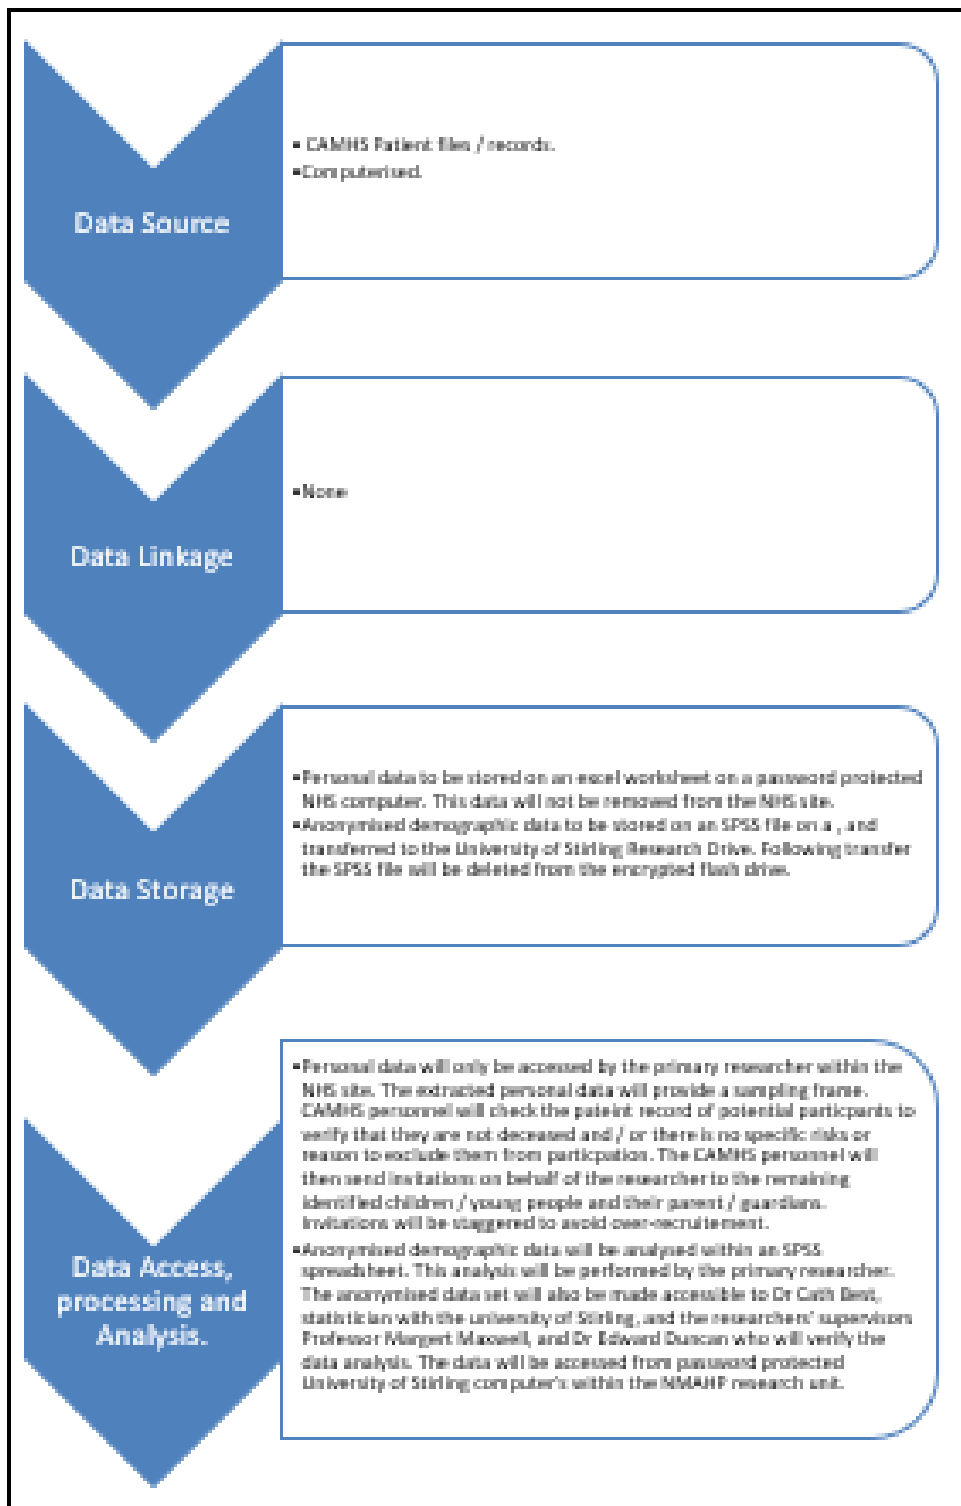 Data Source
▪ CAMHS Patient files / records.
▪Computerised.
Data Linkage
▪None
Data Storage
▪Personal data to be stored on an excel worksheet on a password protected
NHS computer. This data will not be removed from the NHS site.
▪Anonymised demographic data to be stored on an SPSS file on a , and
transferred to the University of Stirling Research Drive. Following transfer
the SPSS file will be deleted from the encrypted flash drive.
Data Access,
processing and
Analysis.
▪Personal data will only be accessed by the primary researcher within the
NHS site. The extracted personal data will provide a sampling frame.
CAMHS personnel will check the pateint record of potential particpants to
verify that they are not deceased and / or there is no specific risks or
reason to exclude them from particpation. The CAMHS personnel will
then send invitations on behalf of the researcher to the remaining
identified children / young people and their parent / guardians.
Invitations will be staggered to avoid over-recruitement.
▪Anonymised demographic data will be analysed within an SPSS
spreadsheet. This analysis will be performed by the primary researcher.
The anonymised data set will also be made accessible to Dr Cath Best,
statistician with the university of Stirling, and the researchers' supervisors
Professor Margert Maxwell, and Dr Edward Duncan who will verify the
data analysis. The data will be accessed from password protected
University of Stirling computer's within the NMAHP research unit.